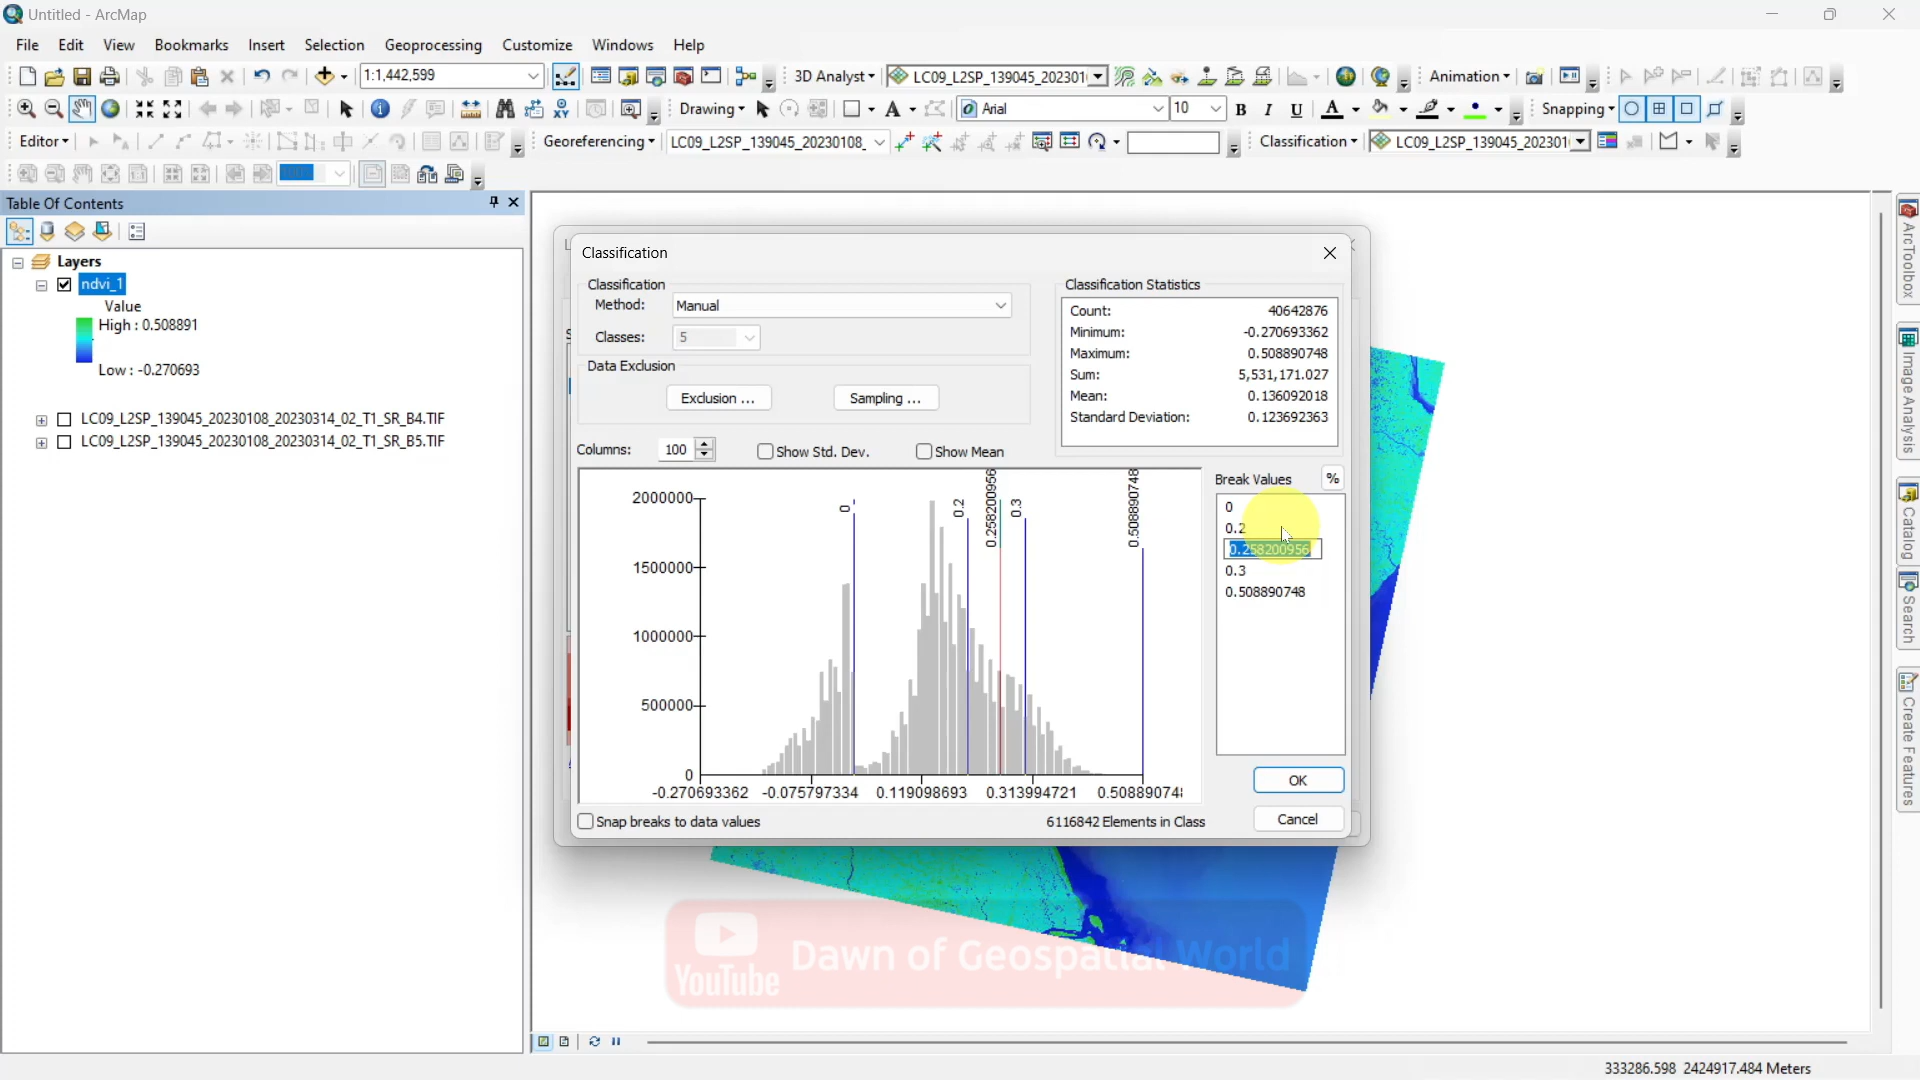 Untitled - ArcMap
File Edit View Bookmarks Insert Selection Geoprocessing Customize Windows Help
1:1,442,599 3D Analyst LC09_L2SP_139045_202301 Animation
Drawing Arial 10 B I U A Snapping
Editor Georeferencing LC09_L2SP_139045_20230108_ Classification LC09_L2SP_139045_202301
Table Of Contents
Layers
ndvi_1
Value
High : 0.508891
Low : -0.270693
LC09_L2SP_139045_20230108_20230314_02_T1_SR_B4.TIF
LC09_L2SP_139045_20230108_20230314_02_T1_SR_B5.TIF
Classification
Classification
Method: Manual
Classes: 5
Data Exclusion
Exclusion ... Sampling ...
Classification Statistics
Count: 40642876
Minimum: -0.270693362
Maximum: 0.508890748
Sum: 5,531,171.027
Mean: 0.136092018
Standard Deviation: 0.123692363
Columns: 100 Show Std. Dev. Show Mean
Break Values %
0
0.2
0.258200956
0.3
0.508890748
0 0.2 0.258200956 0.3 0.508890748
2000000
1500000
1000000
500000
0
-0.270693362 -0.075797334 0.119098693 0.313994721 0.50889074
Snap breaks to data values 6116842 Elements in Class
OK
Cancel
YouTube Dawn of Geospatial World
ArcToolbox
Image Analysis
Catalog
Search
Create Features
333286.598 2424917.484 Meters